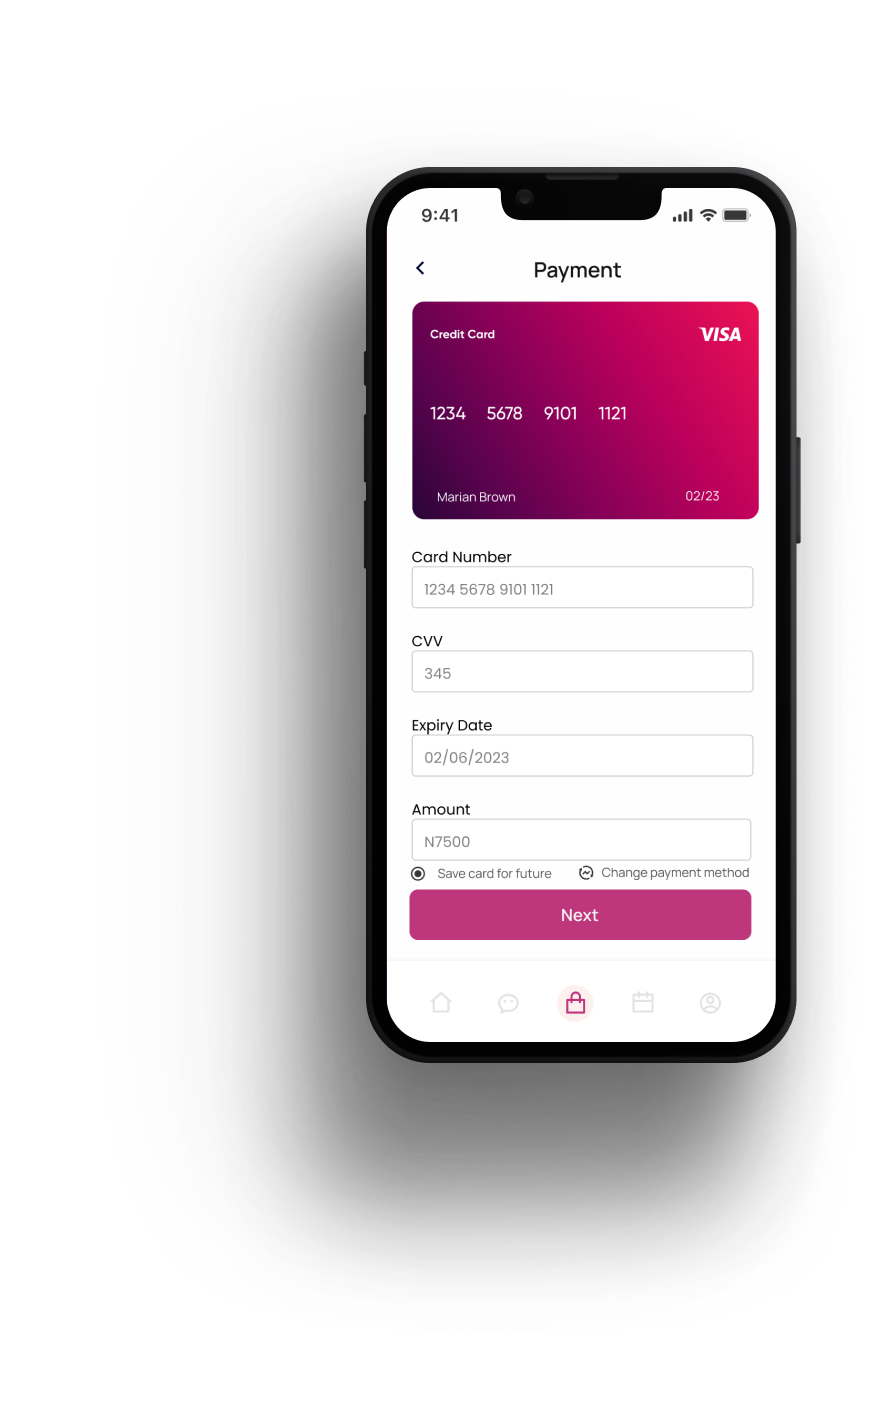 9:41
Payment
Credit Card VISA
1234 5678 9101 1121
Marian Brown 02/23
Card Number
1234 5678 9101 1121
CVV
345
Expiry Date
02/06/2023
Amount
N7500
Save card for future Change payment method
Next